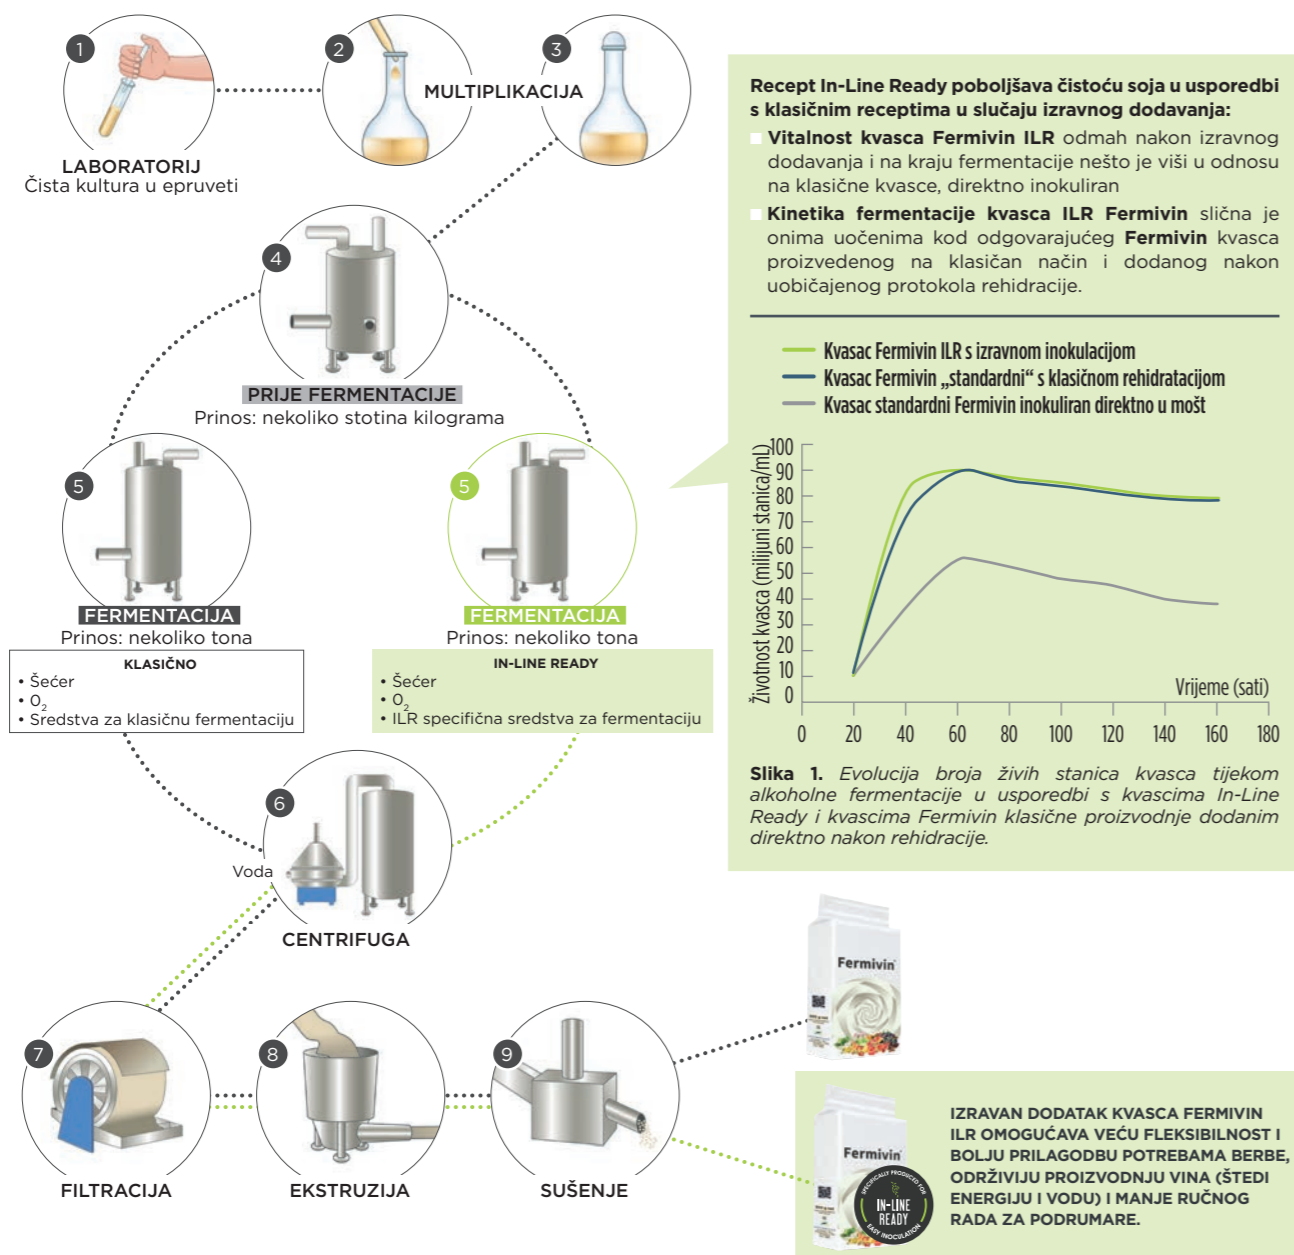 1
2
3
MULTIPLIKACIJA
LABORATORIJ
Čista kultura u epruveti
4
PRIJE FERMENTACIJE
Prinos: nekoliko stotina kilograma
5
FERMENTACIJA
Prinos: nekoliko tona
KLASIČNO
• Šećer
• O₂
• Sredstva za klasičnu fermentaciju
5
FERMENTACIJA
Prinos: nekoliko tona
IN-LINE READY
• Šećer
• O₂
• ILR specifična sredstva za fermentaciju
6
Voda
CENTRIFUGA
7
FILTRACIJA
8
EKSTRUZIJA
9
SUŠENJE
Recept In-Line Ready poboljšava čistoću soja u usporedbi
s klasičnim receptima u slučaju izravnog dodavanja:
Vitalnost kvasca Fermivin ILR odmah nakon izravnog
dodavanja i na kraju fermentacije nešto je viši u odnosu
na klasične kvasce, direktno inokuliran
Kinetika fermentacije kvasca ILR Fermivin slična je
onima uočenima kod odgovarajućeg Fermivin kvasca
proizvedenog na klasičan način i dodanog nakon
uobičajenog protokola rehidracije.
Kvasac Fermivin ILR s izravnom inokulacijom
Kvasac Fermivin „standardni“ s klasičnom rehidratacijom
Kvasac standardni Fermivin inokuliran direktno u mošt
Životnost kvasca (milijuni stanica/mL)
100
90
80
70
60
50
40
30
20
10
0
Vrijeme (sati)
0 20 40 60 80 100 120 140 160 180
Slika 1. Evolucija broja živih stanica kvasca tijekom
alkoholne fermentacije u usporedbi s kvascima In-Line
Ready i kvascima Fermivin klasične proizvodnje dodanim
direktno nakon rehidracije.
Fermivin
Fermivin
SPECIFICALLY PRODUCED FOR
IN-LINE
READY
EASY INOCULATION
IZRAVAN DODATAK KVASCA FERMIVIN
ILR OMOGUĆAVA VEĆU FLEKSIBILNOST I
BOLJU PRILAGODBU POTREBAMA BERBE,
ODRŽIVIJU PROIZVODNJU VINA (ŠTEDI
ENERGIJU I VODU) I MANJE RUČNOG
RADA ZA PODRUMARE.